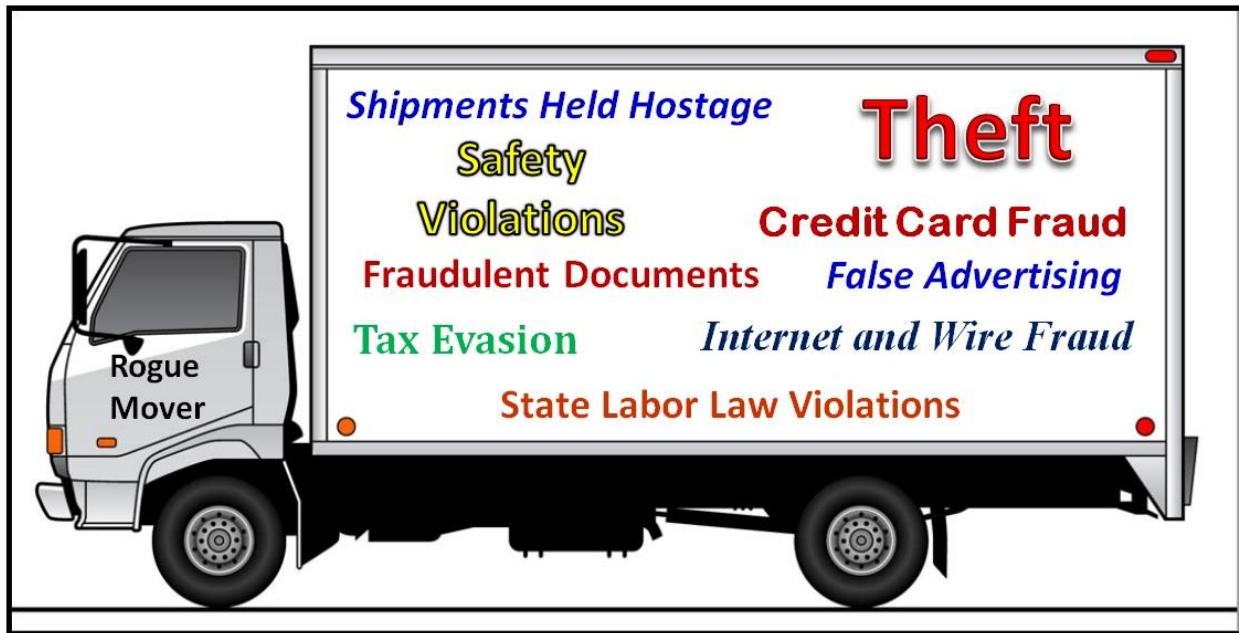 Shipments Held Hostage
Theft
Safety
Violations
Credit Card Fraud
Fraudulent Documents
False Advertising
Tax Evasion
Internet and Wire Fraud
State Labor Law Violations
Rogue
Mover